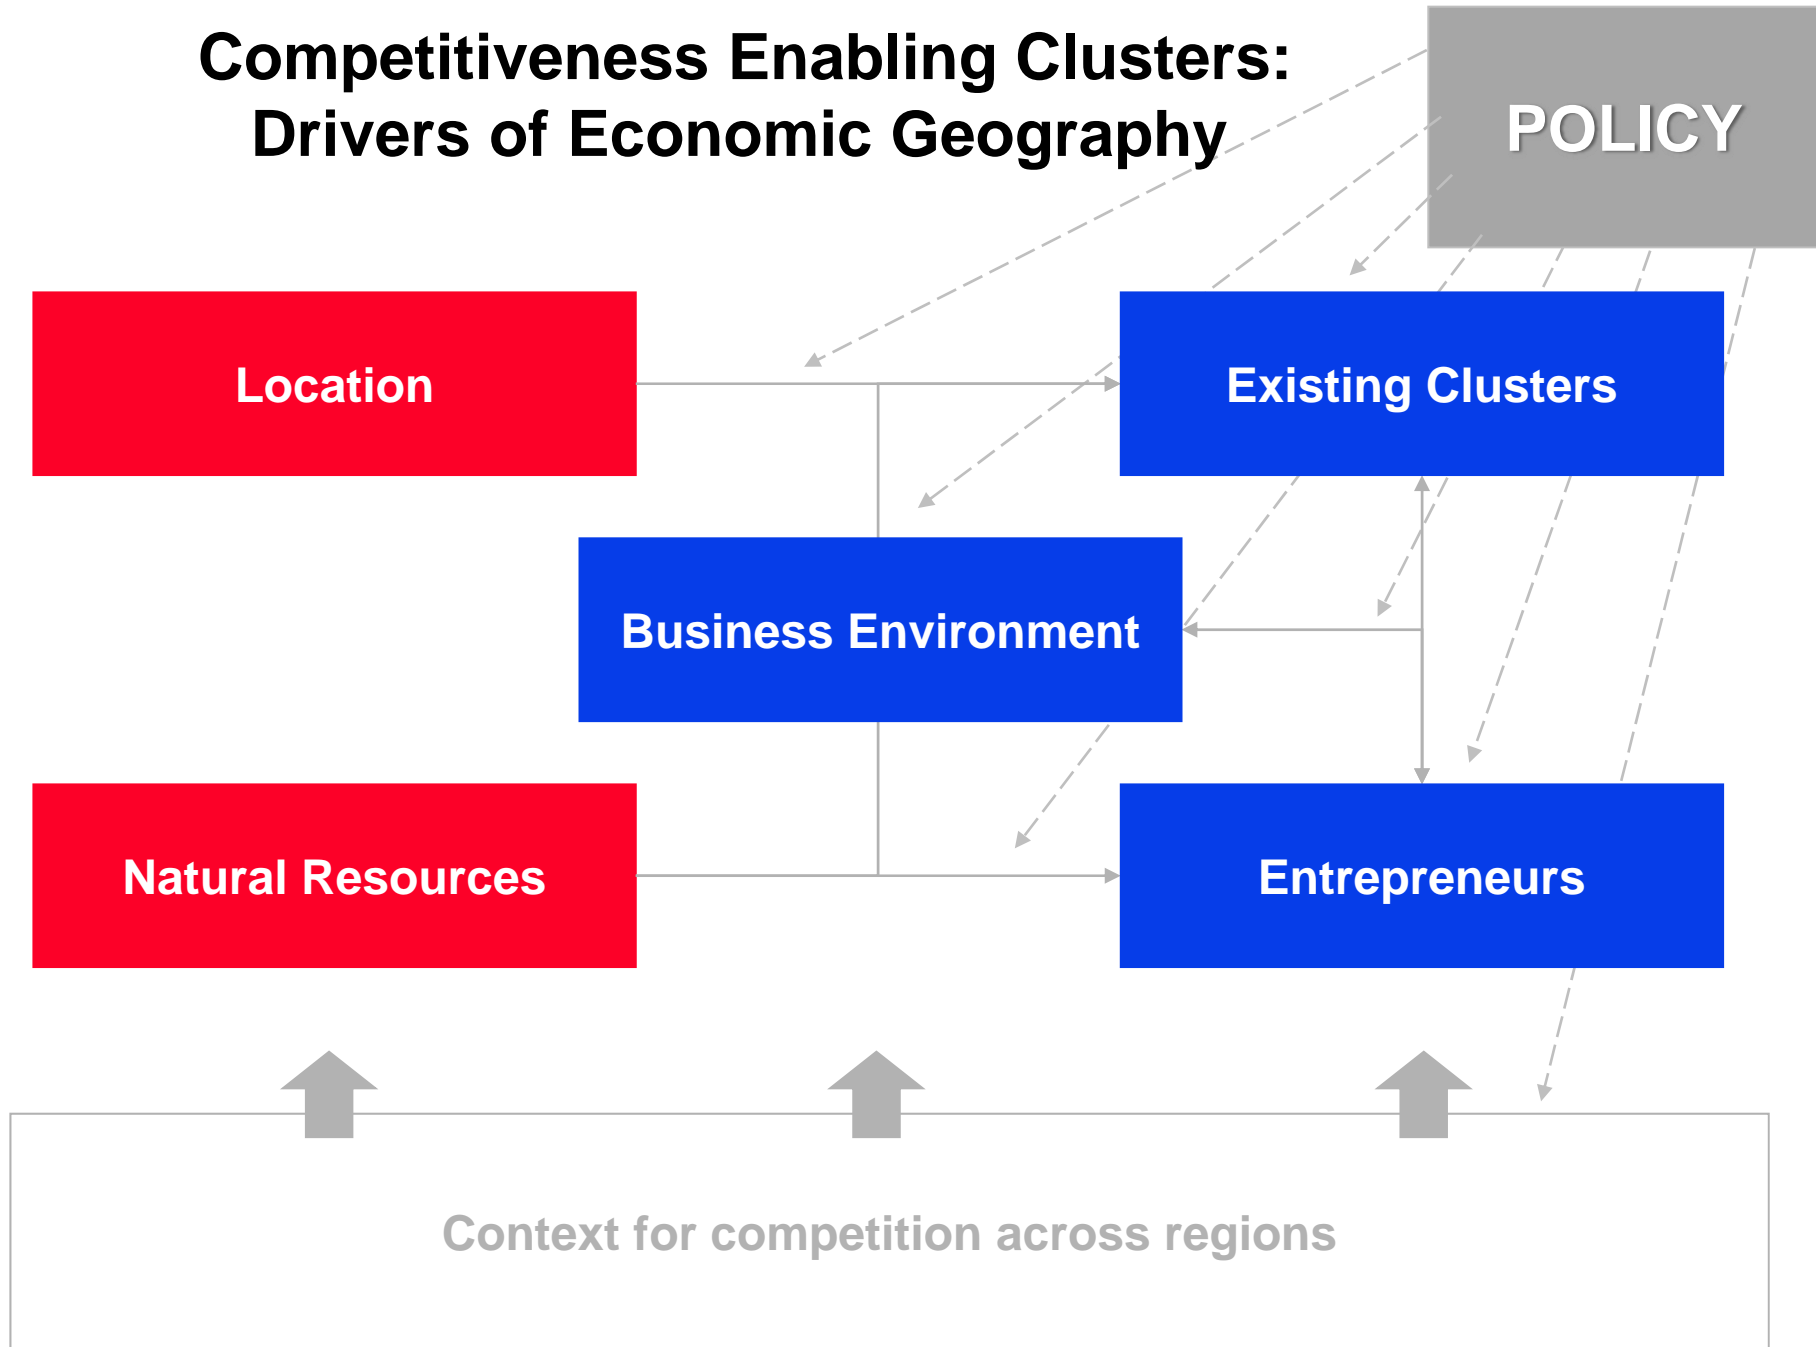 Competitiveness Enabling Clusters:
Drivers of Economic Geography
POLICY
Location
Existing Clusters
Business Environment
Natural Resources
Entrepreneurs
Context for competition across regions